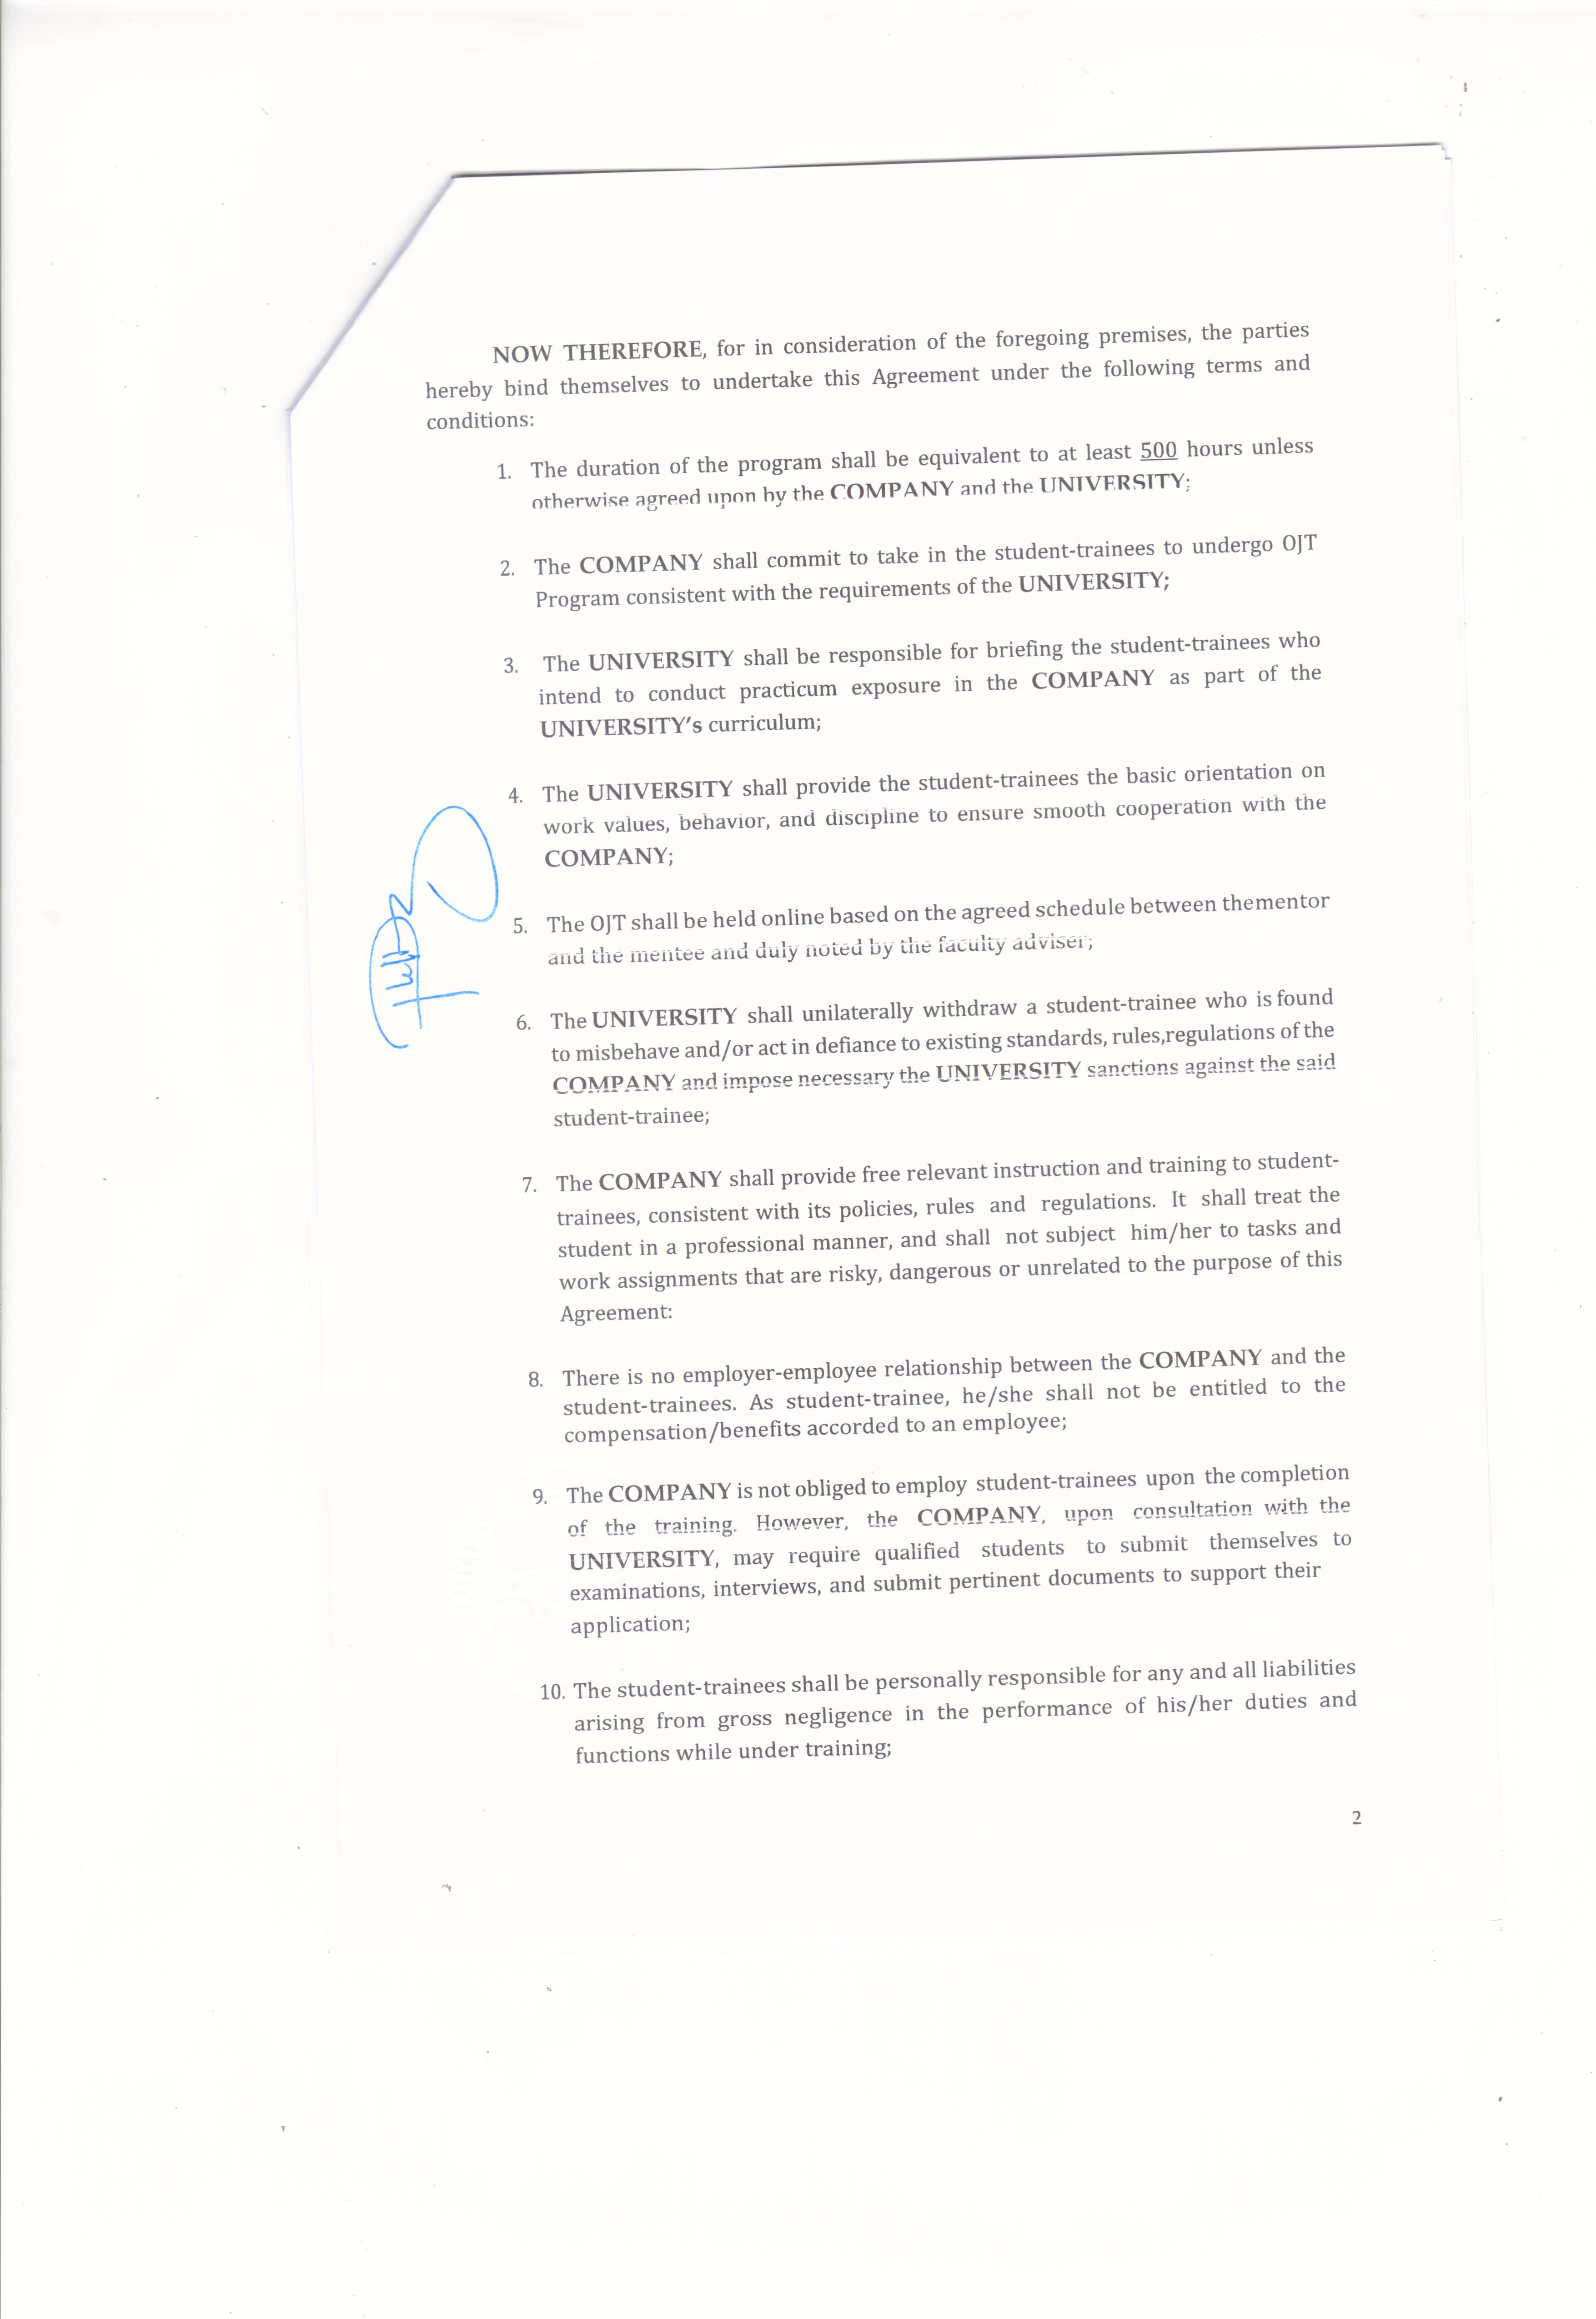 NOW THEREFORE, for in consideration of the foregoing premises, the parties
hereby bind themselves to undertake this Agreement under the following terms and
conditions:
1. The duration of the program shall be equivalent to at least 500 hours unless
otherwise agreed upon by the COMPANY and the UNIVERSITY;
2. The COMPANY shall commit to take in the student-trainees to undergo OJT
Program consistent with the requirements of the UNIVERSITY;
3. The UNIVERSITY shall be responsible for briefing the student-trainees who
intend to conduct practicum exposure in the COMPANY as part of the
UNIVERSITY's curriculum;
4. The UNIVERSITY shall provide the student-trainees the basic orientation on
work values, behavior, and discipline to ensure smooth cooperation with the
COMPANY;
5. The OJT shall be held online based on the agreed schedule between thementor
and the mentee and duly noted by the faculty adviser;
6. The UNIVERSITY shall unilaterally withdraw a student-trainee who is found
to misbehave and/or act in defiance to existing standards, rules,regulations of the
COMPANY and impose necessary the UNIVERSITY sanctions against the said
student-trainee;
7. The COMPANY shall provide free relevant instruction and training to student-
trainees, consistent with its policies, rules and regulations. It shall treat the
student in a professional manner, and shall not subject him/her to tasks and
work assignments that are risky, dangerous or unrelated to the purpose of this
Agreement:
8. There is no employer-employee relationship between the COMPANY and the
student-trainees. As student-trainee, he/she shall not be entitled to the
compensation/benefits accorded to an employee;
9. The COMPANY is not obliged to employ student-trainees upon the completion
of the training. However, the COMPANY, upon consultation with the
UNIVERSITY, may require qualified students to submit themselves to
examinations, interviews, and submit pertinent documents to support their
application;
10. The student-trainees shall be personally responsible for any and all liabilities
arising from gross negligence in the performance of his/her duties and
functions while under training;
2